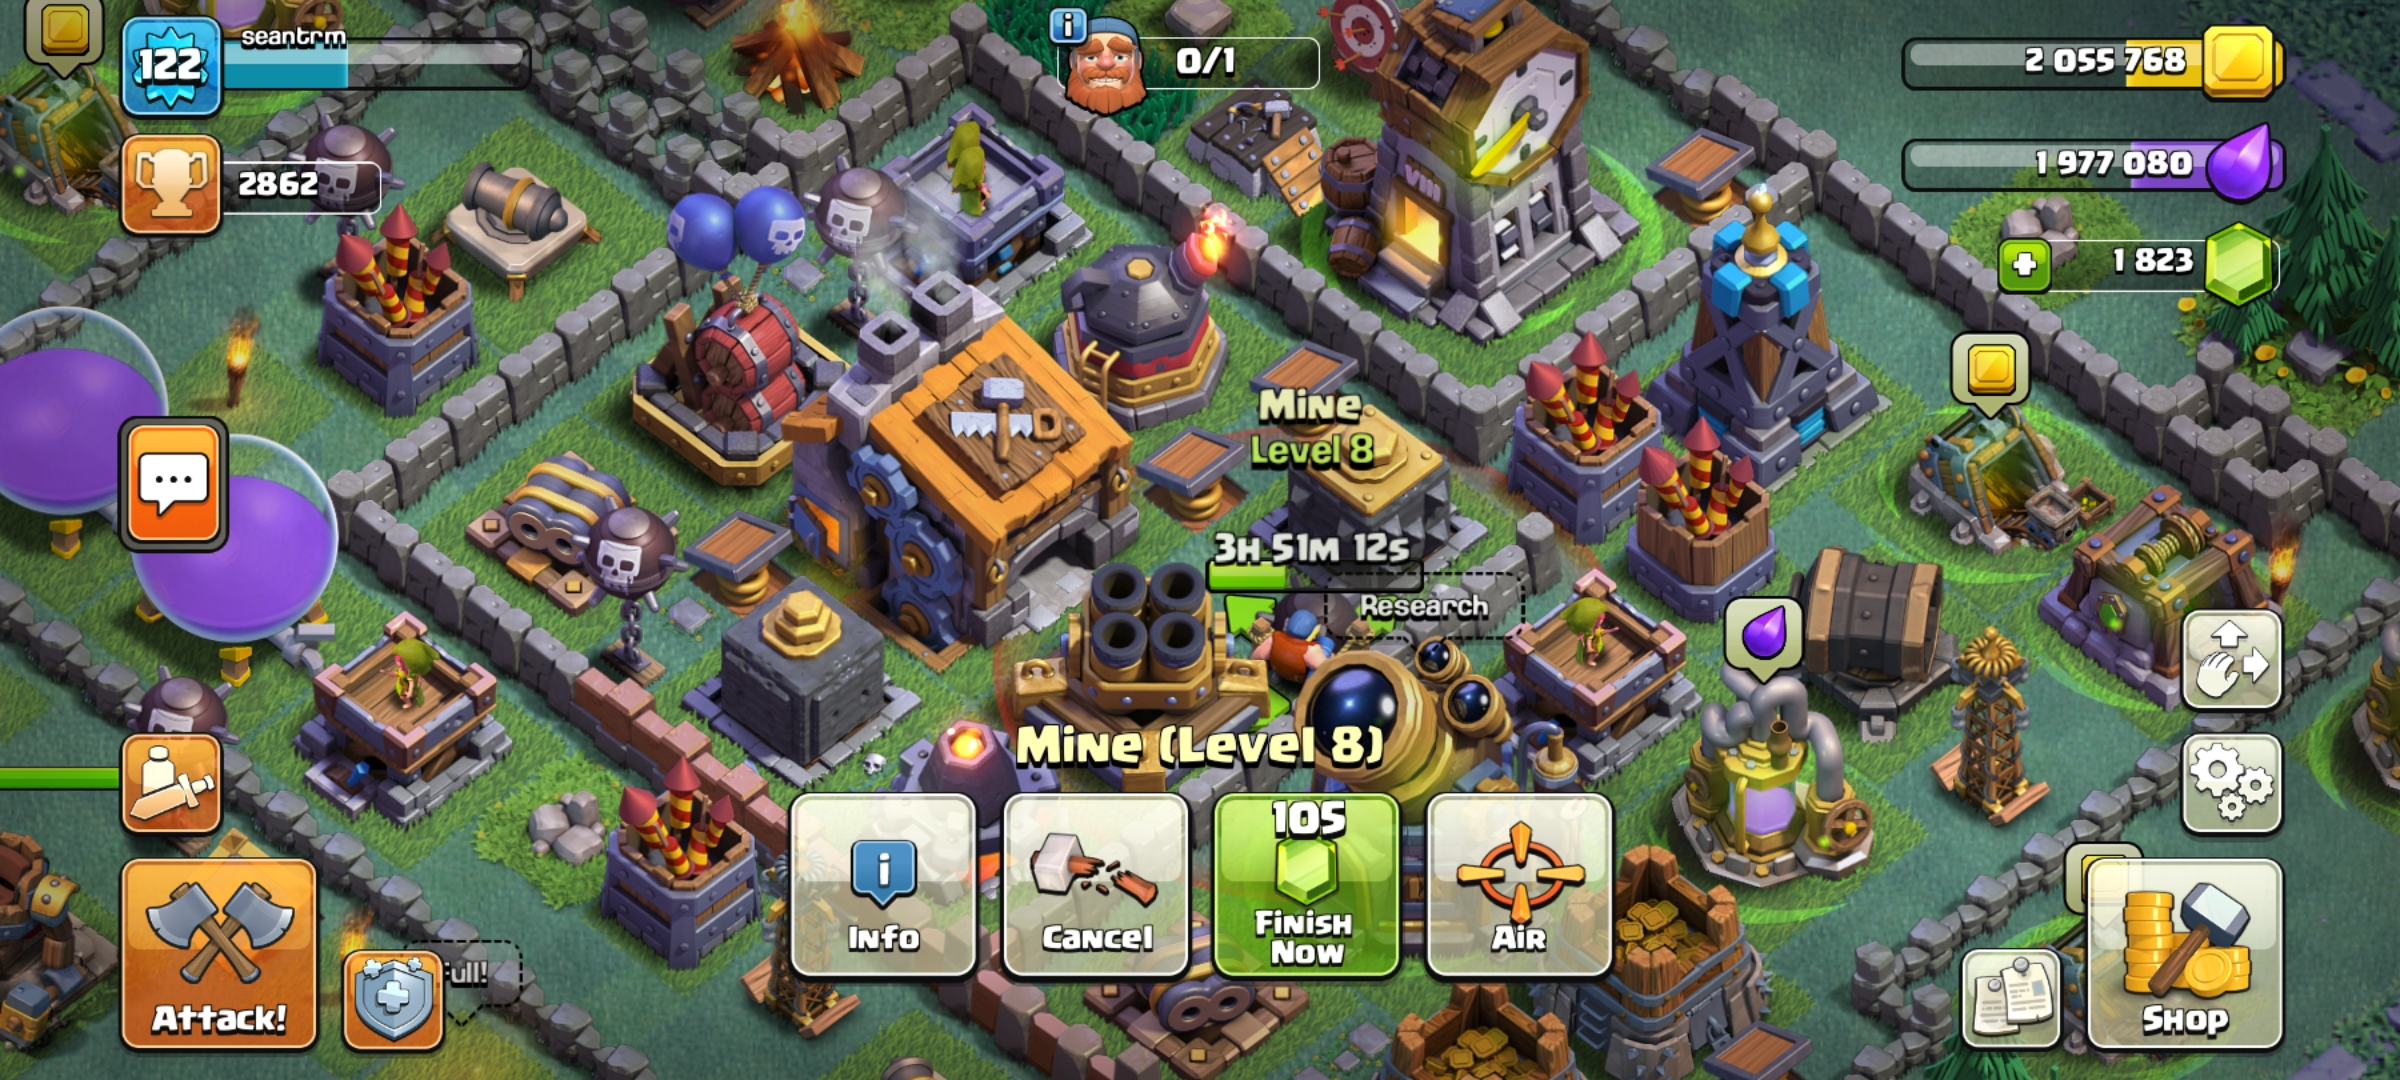 seantrm
122
0/1
2 055 768
2862
1 977 080
VIII
1 823
Mine
Level 8
3h 51m 12s
Research
Mine (Level 8)
105
Info
Cancel
Finish
Now
Air
Attack!
Shop